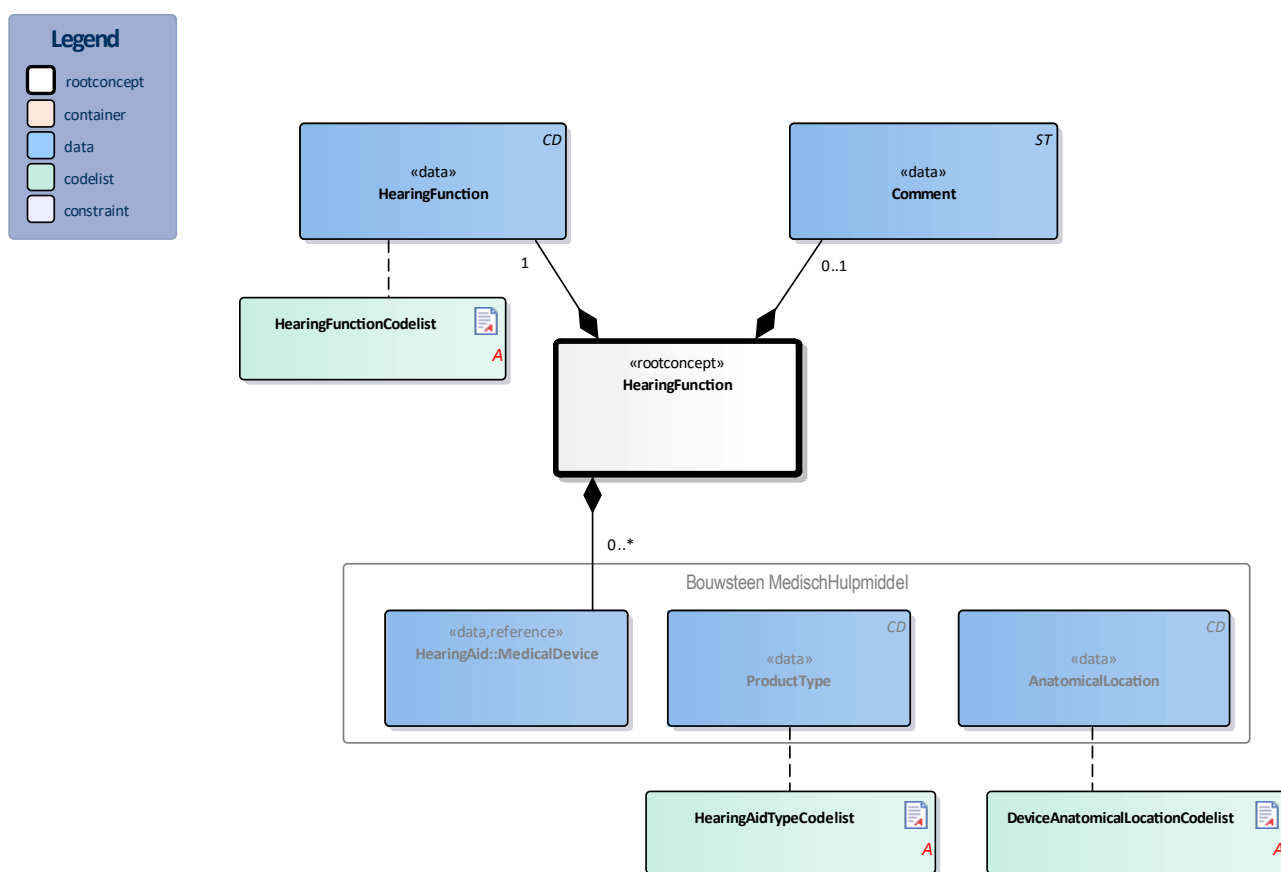 Legend
rootconcept
container
data
codelist
constraint
CD
«data»
HearingFunction
ST
«data»
Comment
1
0..1
HearingFunctionCodelist
A
«rootconcept»
HearingFunction
0..*
Bouwsteen MedischHulpmiddel
«data,reference»
HearingAid::MedicalDevice
CD
«data»
ProductType
CD
«data»
AnatomicalLocation
HearingAidTypeCodelist
A
DeviceAnatomicalLocationCodelist
A